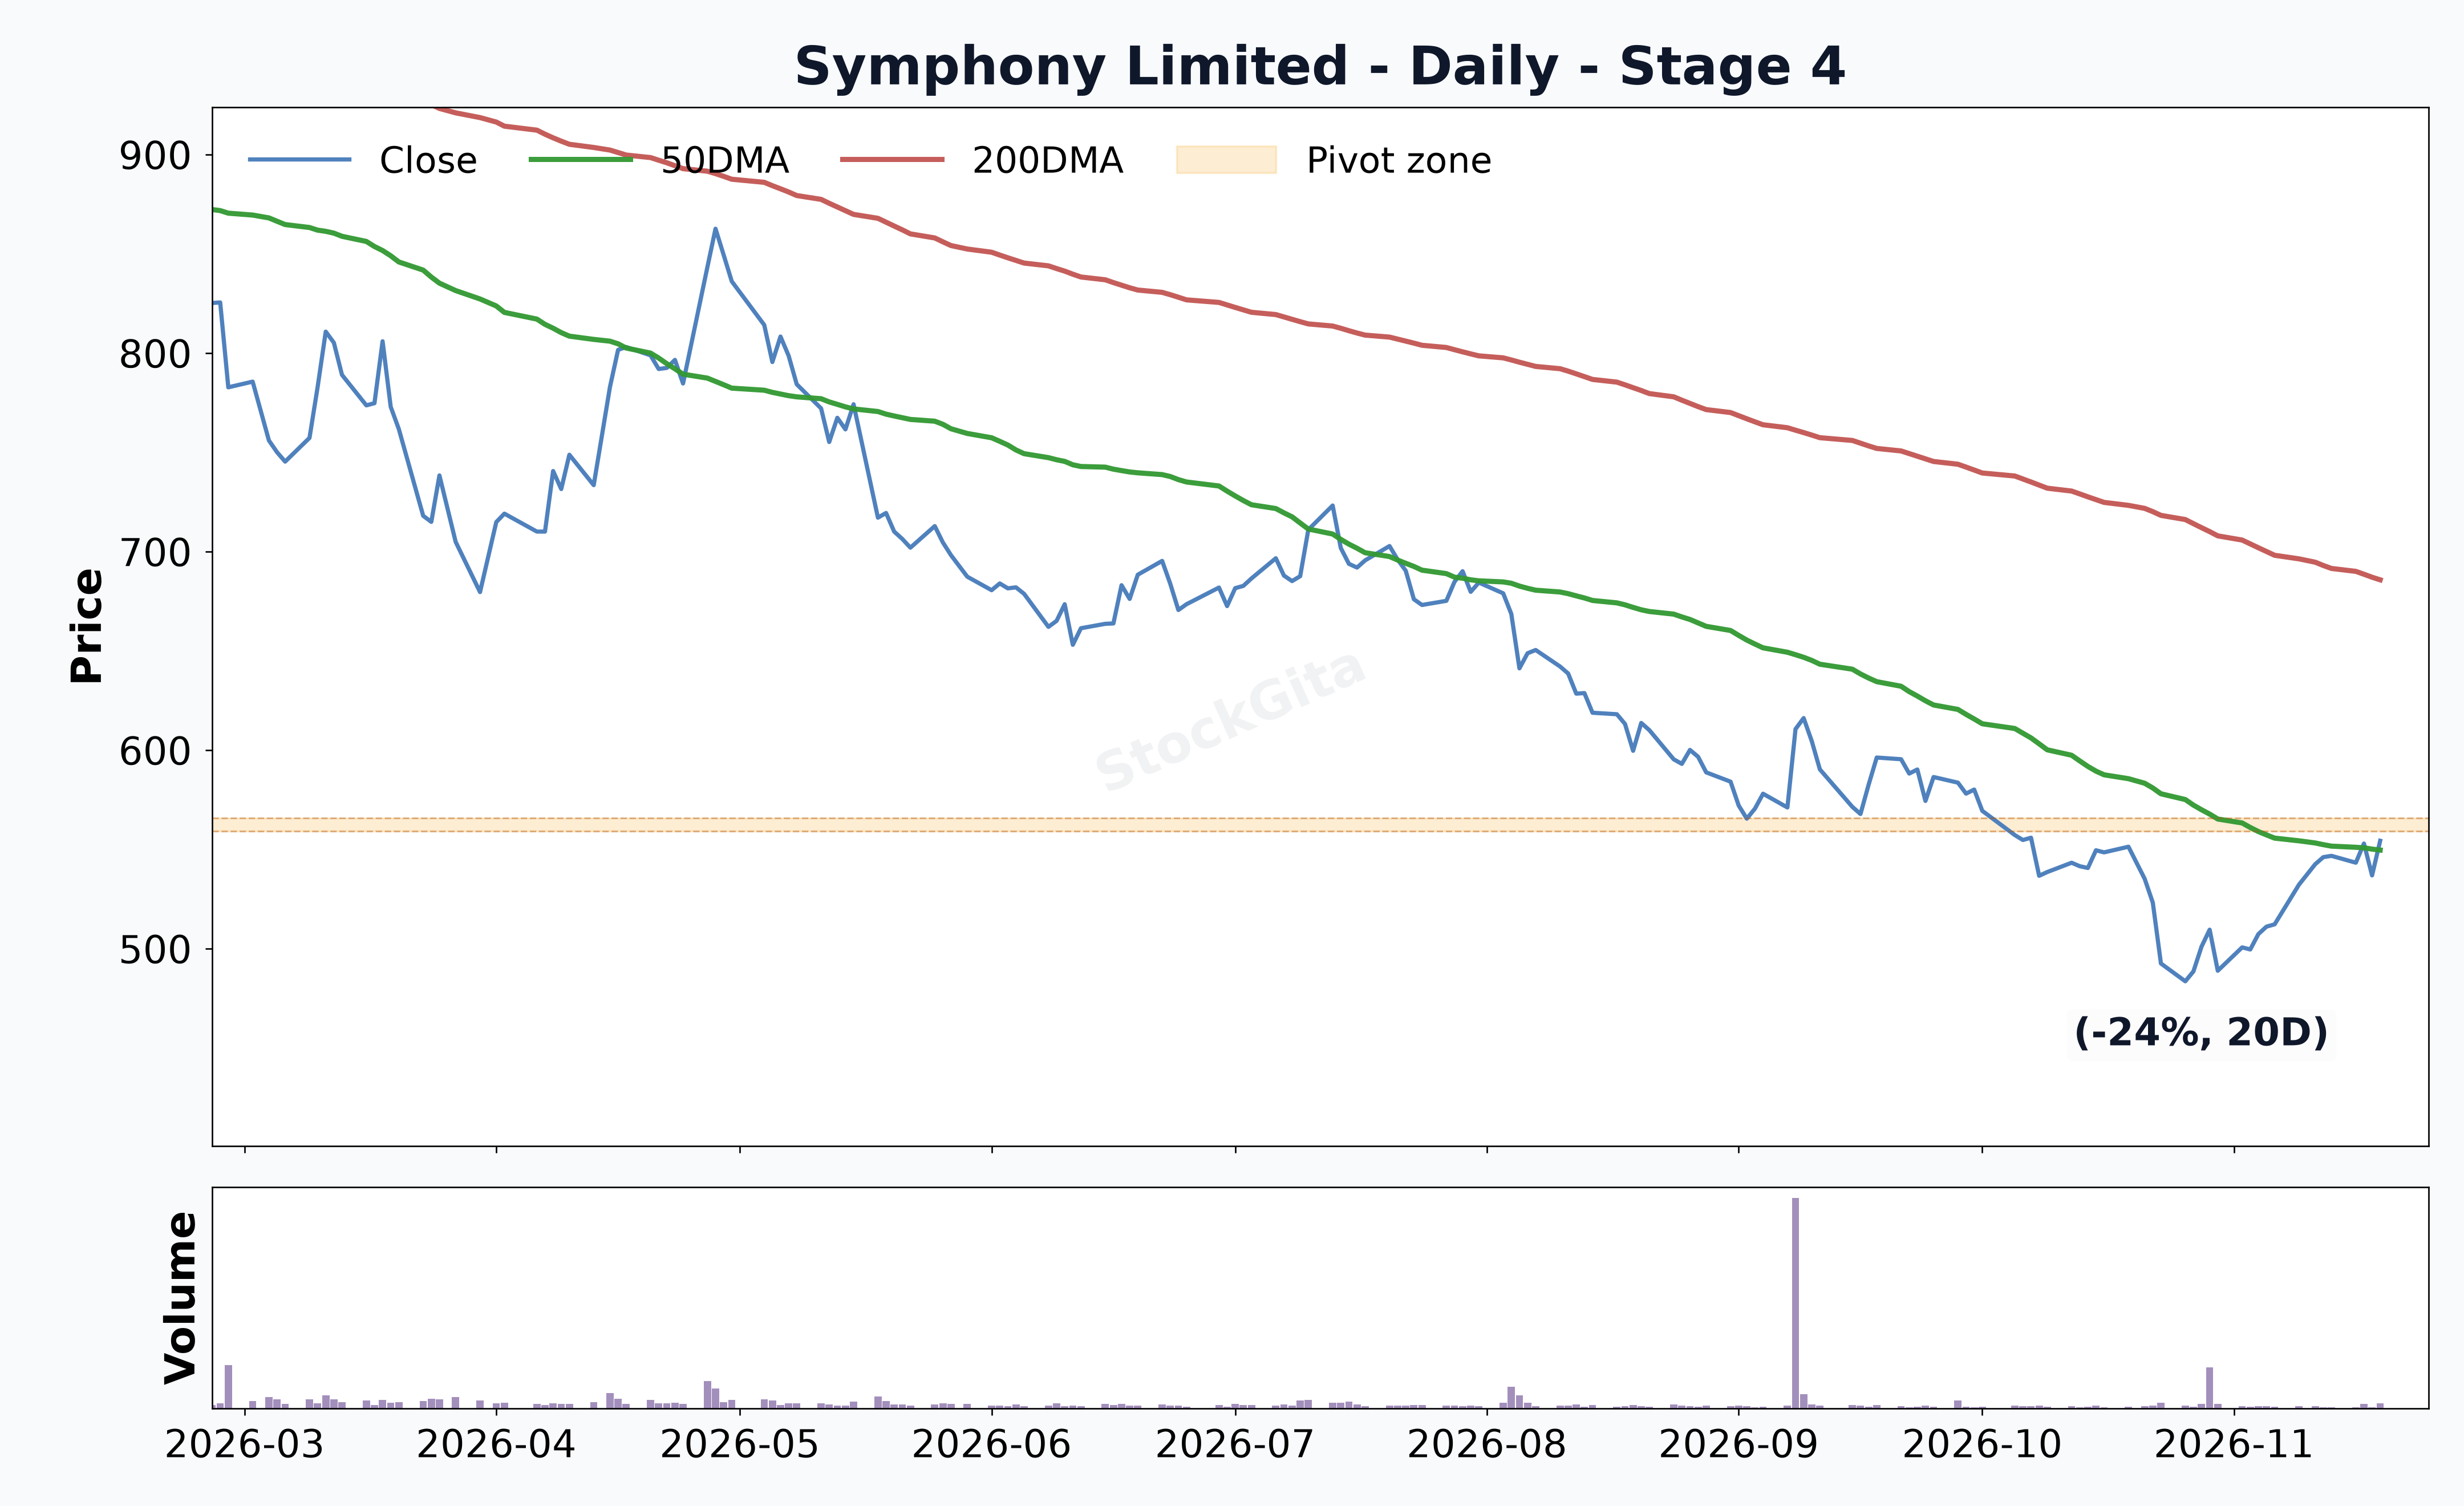 Symphony Limited - Daily - Stage 4
Close 50DMA 200DMA Pivot zone
900
800
700
600
500
Price
StockGita
(-24%, 20D)
Volume
2026-03 2026-04 2026-05 2026-06 2026-07 2026-08 2026-09 2026-10 2026-11